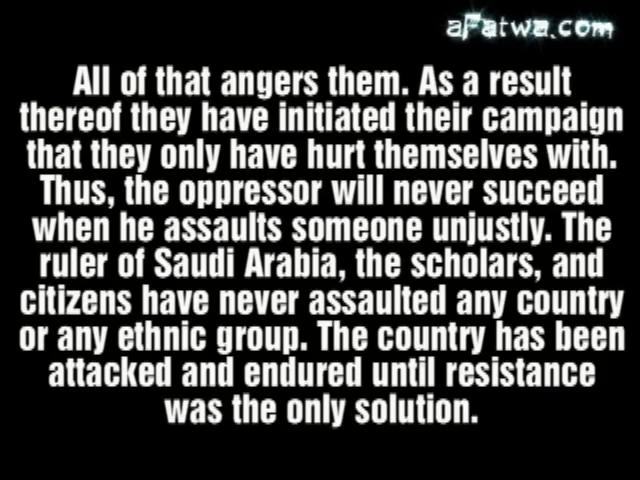 aFatwa.com
All of that angers them. As a result
thereof they have initiated their campaign
that they only have hurt themselves with.
Thus, the oppressor will never succeed
when he assaults someone unjustly. The
ruler of Saudi Arabia, the scholars, and
citizens have never assaulted any country
or any ethnic group. The country has been
attacked and endured until resistance
was the only solution.